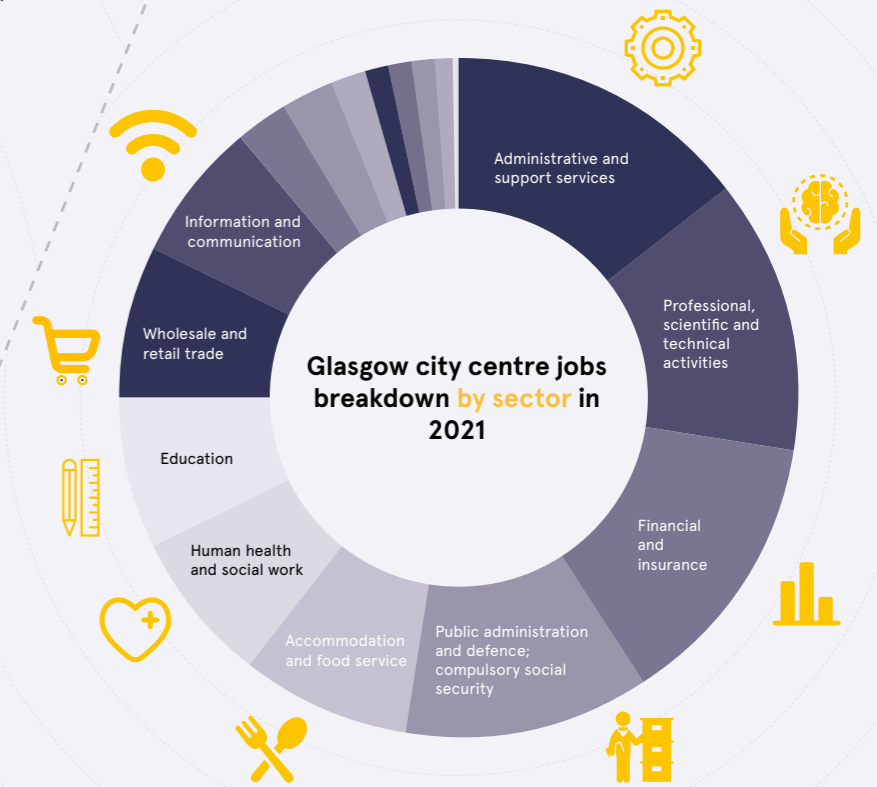 Glasgow city centre jobs
breakdown by sector in
2021
Administrative and
support services
Professional,
scientific and
technical
activities
Financial
and
insurance
Public administration
and defence;
compulsory social
security
Accommodation
and food service
Human health
and social work
Education
Wholesale and
retail trade
Information and
communication